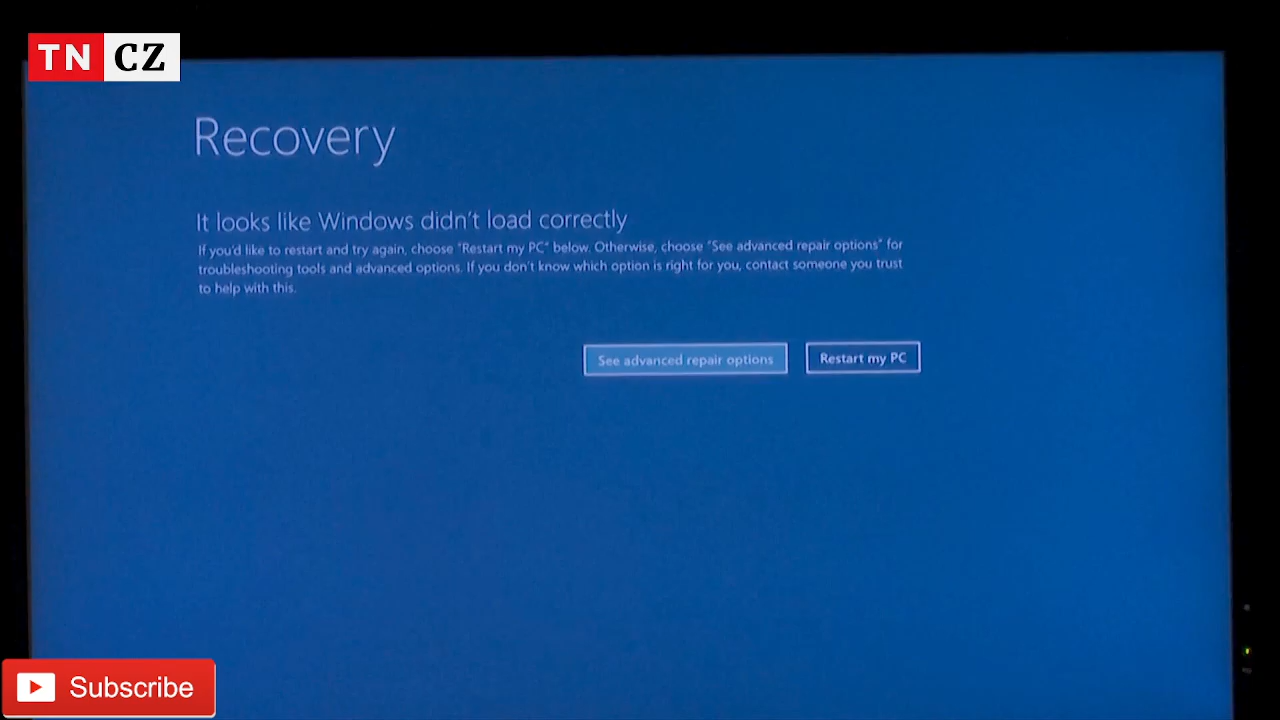 TN CZ
Recovery
It looks like Windows didn't load correctly
If you'd like to restart and try again, choose "Restart my PC" below. Otherwise, choose "See advanced repair options" for
troubleshooting tools and advanced options. If you don't know which option is right for you, contact someone you trust
to help with this.
See advanced repair options
Restart my PC
Subscribe